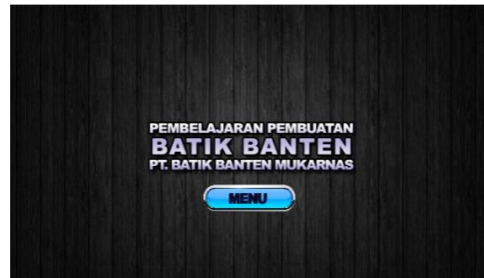 PEMBELAJARAN PEMBUATAN
BATIK BANTEN
PT. BATIK BANTEN MUKARNAS
MENU